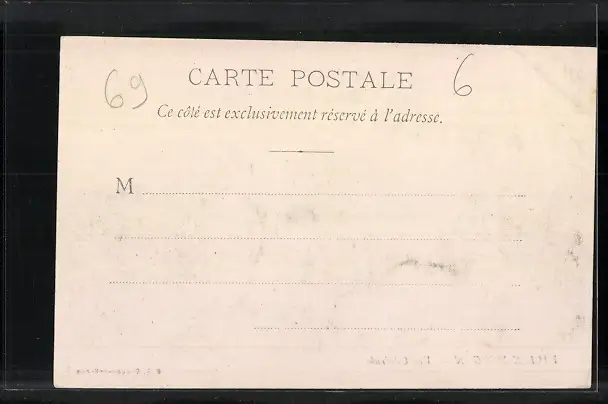 69
CARTE POSTALE
6
Ce côté est exclusivement réservé à l'adresse.
M